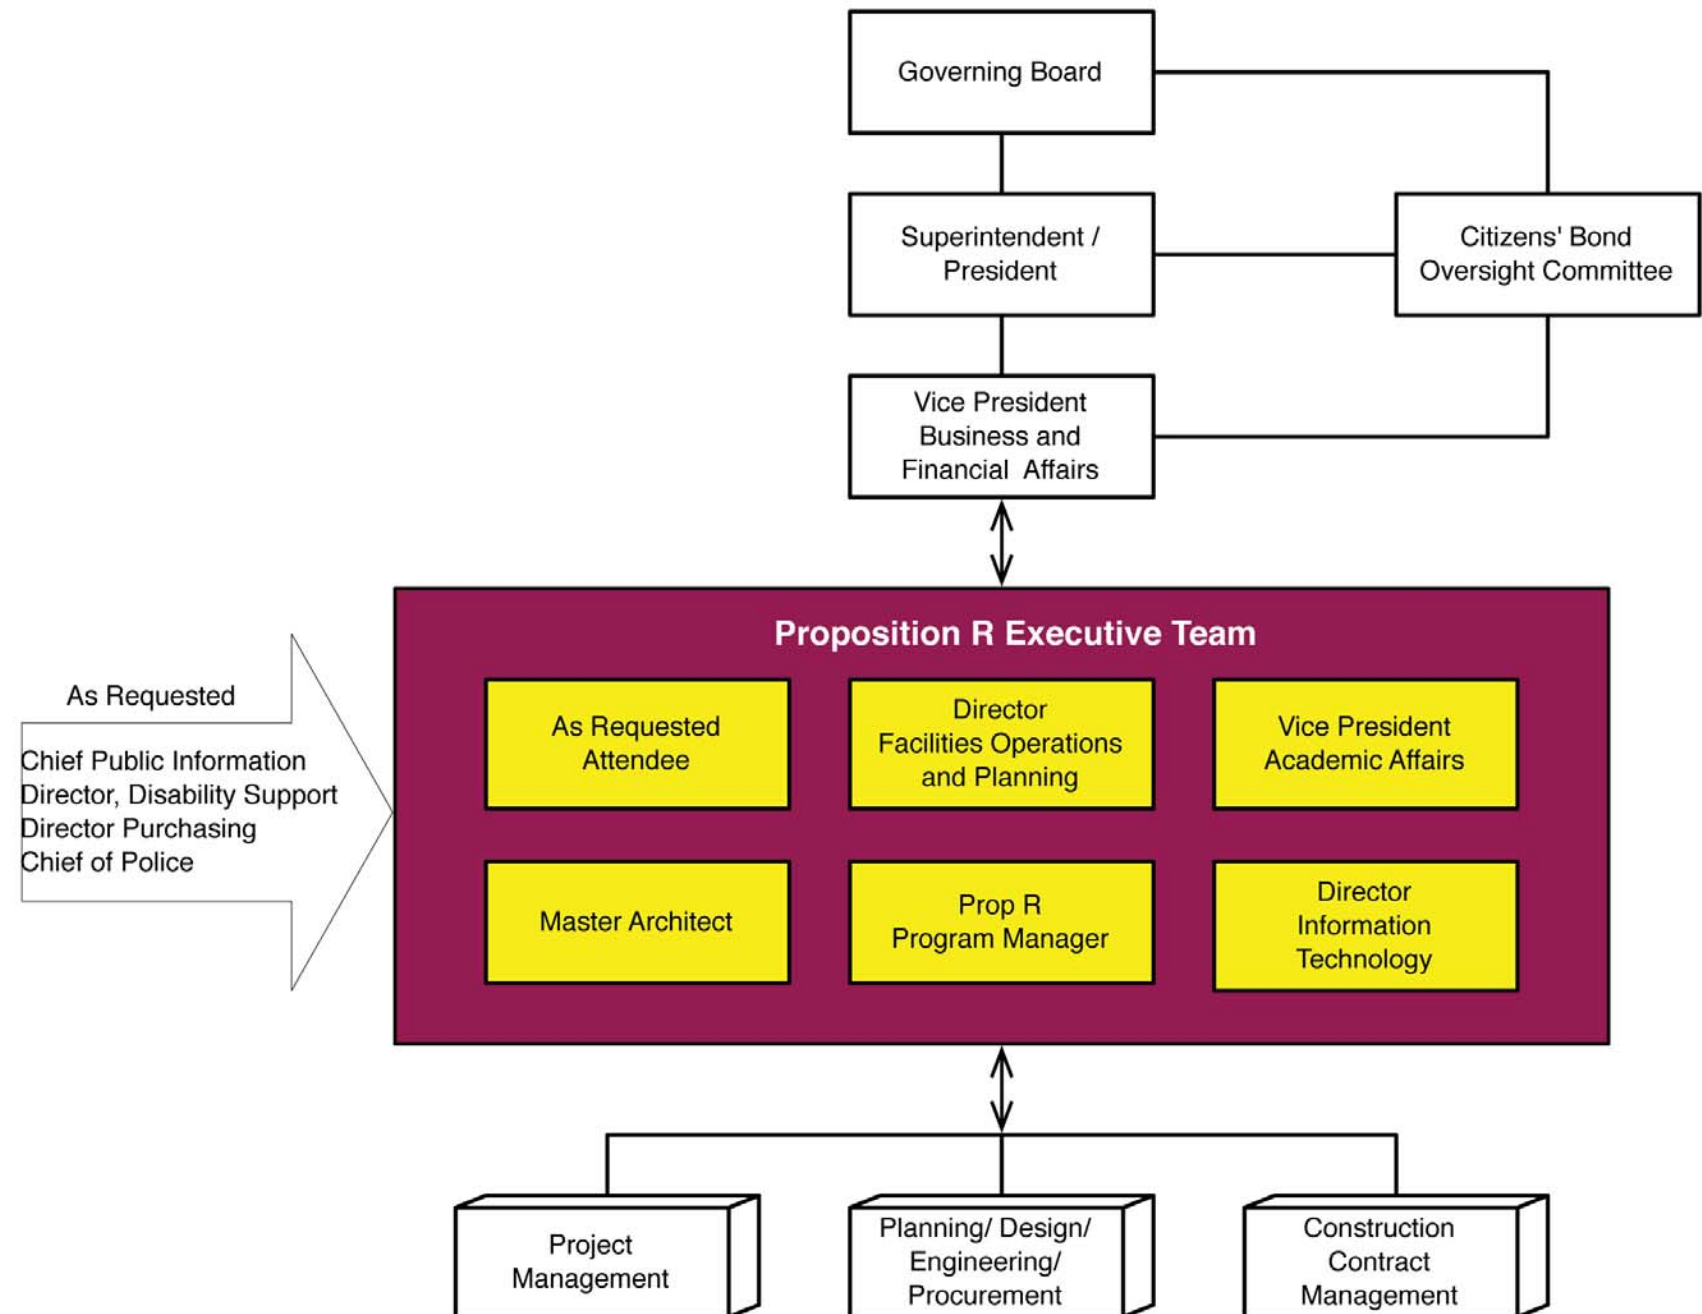 Governing Board
Superintendent /
President
Citizens' Bond
Oversight Committee
Vice President
Business and
Financial Affairs
Proposition R Executive Team
As Requested
Chief Public Information
Director, Disability Support
Director Purchasing
Chief of Police
As Requested
Attendee
Director
Facilities Operations
and Planning
Vice President
Academic Affairs
Master Architect
Prop R
Program Manager
Director
Information
Technology
Project
Management
Planning/ Design/
Engineering/
Procurement
Construction
Contract
Management